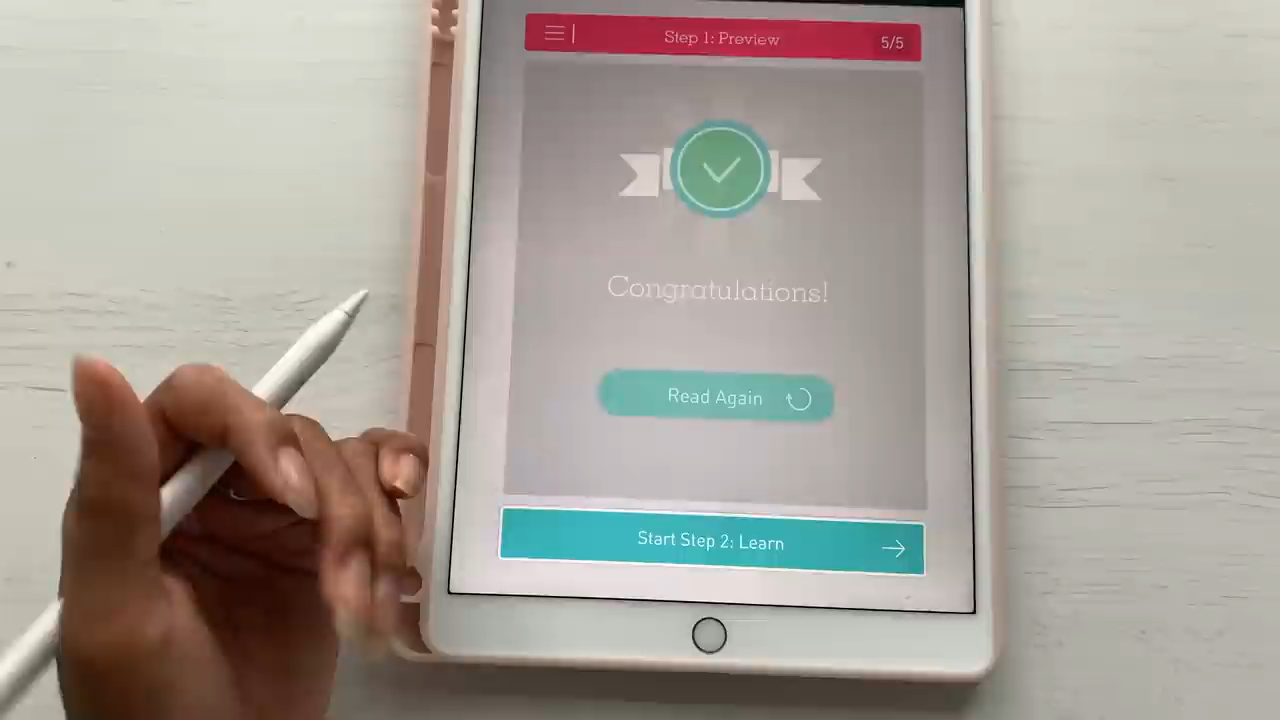 Step 1: Preview 5/5
Congratulations!
Read Again
Start Step 2: Learn